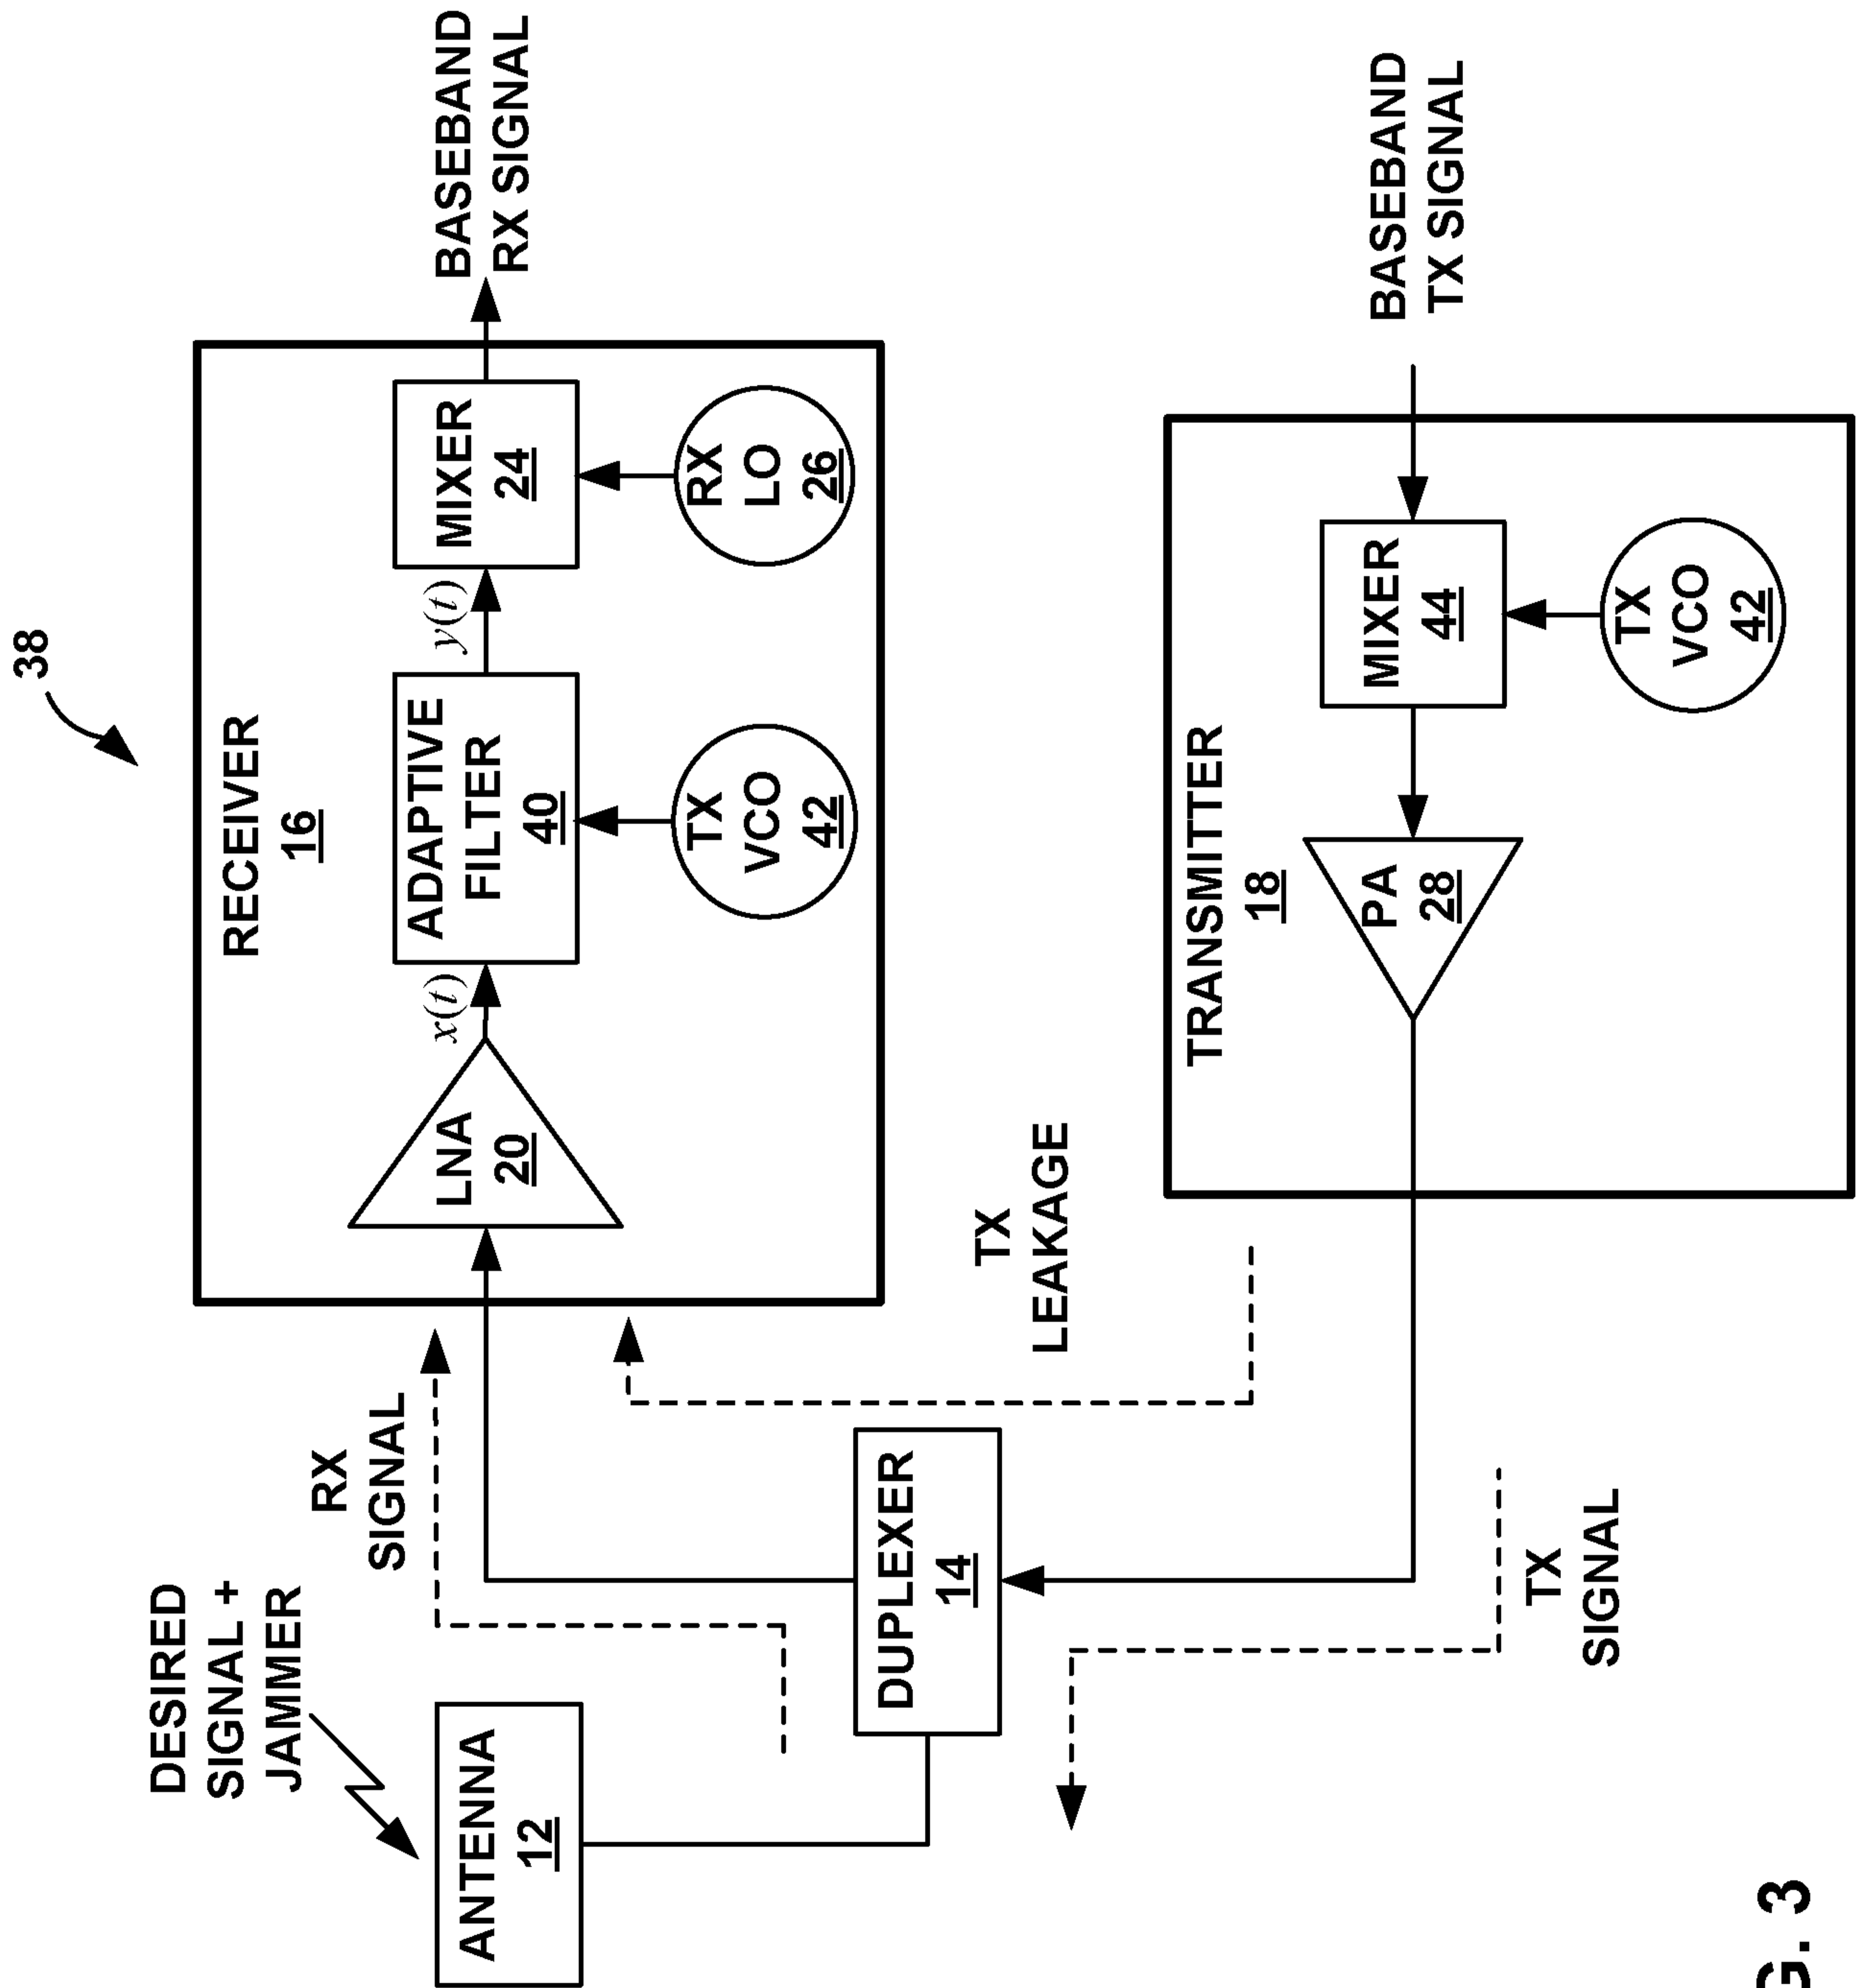 38
DESIRED
SIGNAL +
JAMMER
RX
SIGNAL
RECEIVER
16
ANTENNA
12
LNA
20
x(t)
ADAPTIVE
FILTER
40
y(t)
MIXER
24
BASEBAND
RX SIGNAL
TX
VCO
42
RX
LO
26
DUPLEXER
14
TX
LEAKAGE
TRANSMITTER
18
PA
28
MIXER
44
BASEBAND
TX SIGNAL
TX
VCO
42
TX
SIGNAL
G. 3